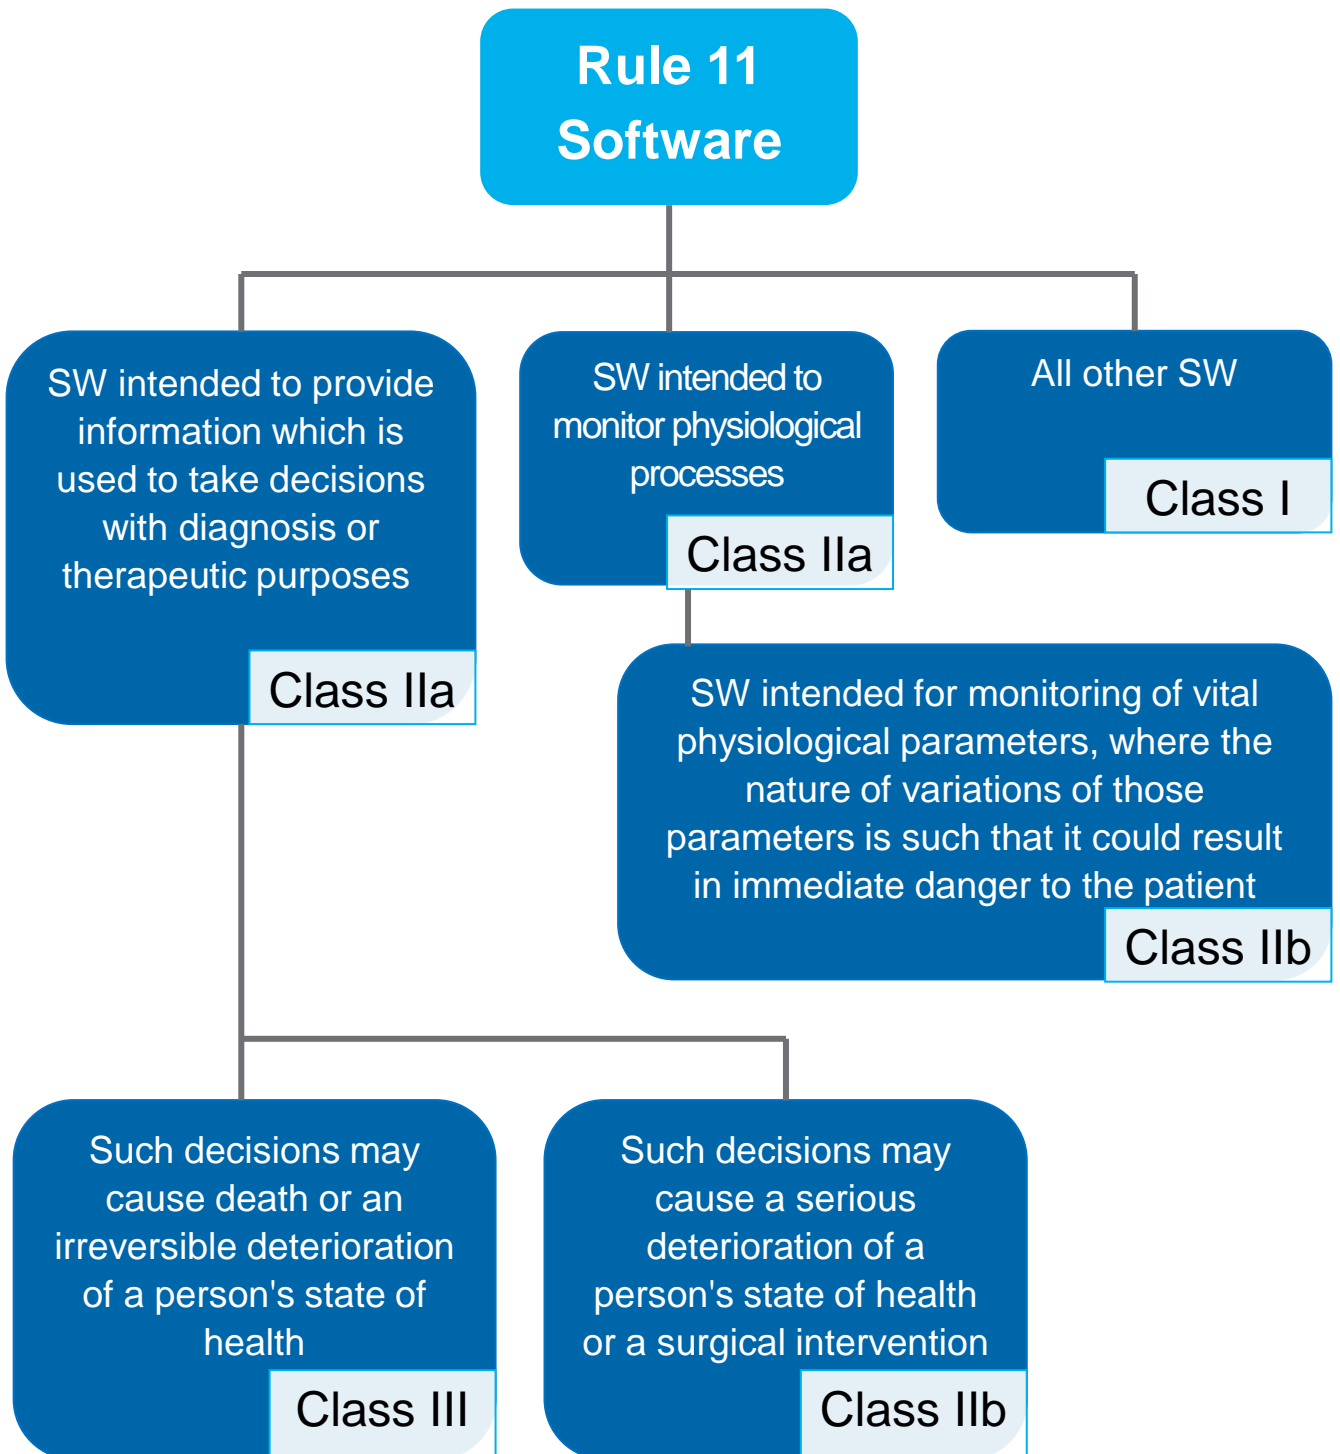 Rule 11
Software
SW intended to provide
information which is
used to take decisions
with diagnosis or
therapeutic purposes
Class IIa
SW intended to
monitor physiological
processes
Class IIa
All other SW
Class I
SW intended for monitoring of vital
physiological parameters, where the
nature of variations of those
parameters is such that it could result
in immediate danger to the patient
Class IIb
Such decisions may
cause death or an
irreversible deterioration
of a person's state of
health
Class III
Such decisions may
cause a serious
deterioration of a
person's state of health
or a surgical intervention
Class IIb